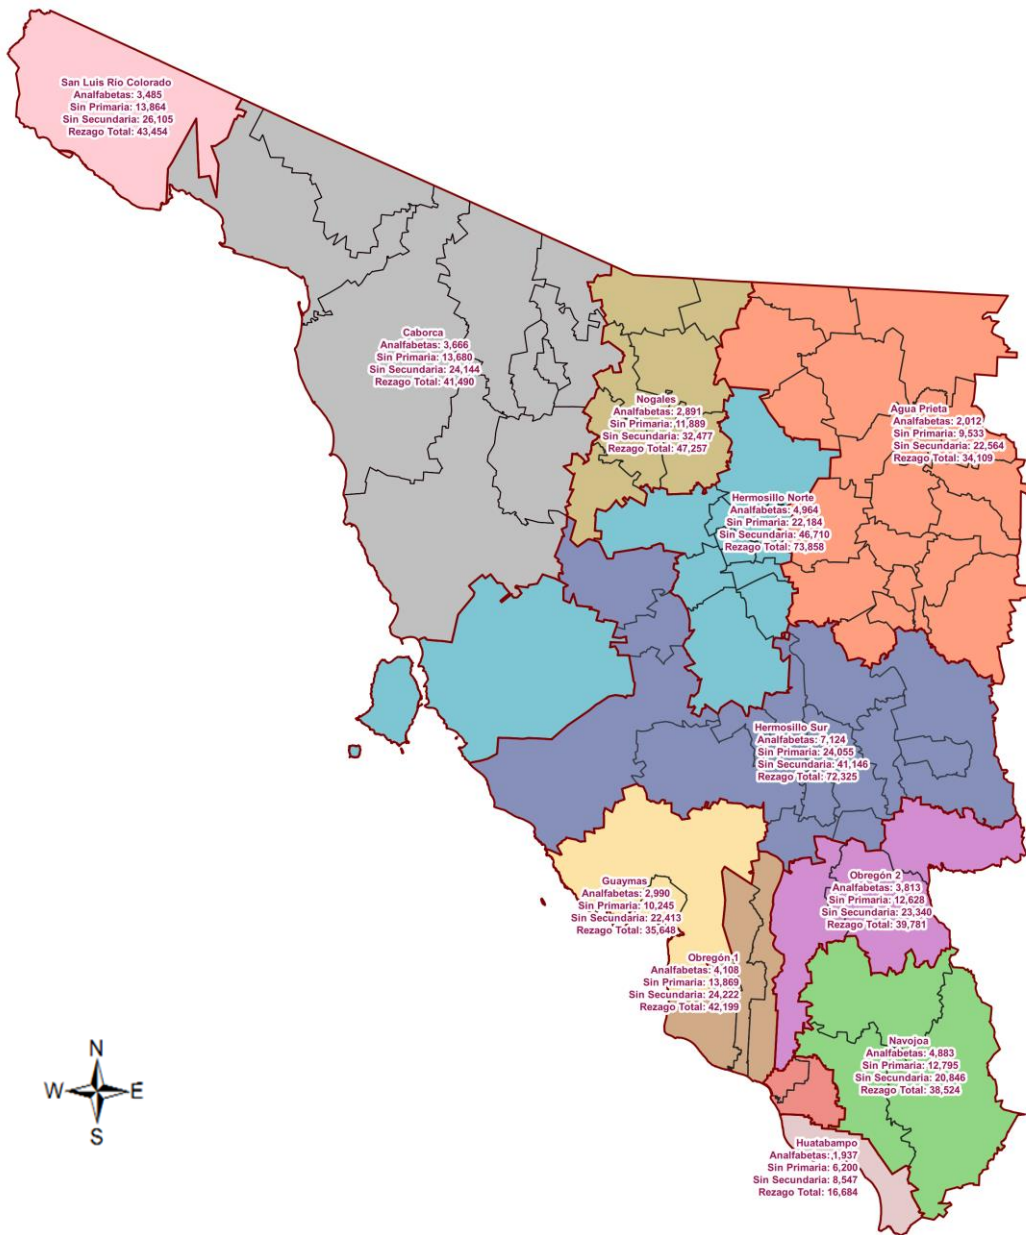 San Luis Río Colorado
Analfabetas: 3,485
Sin Primaria: 13,864
Sin Secundaria: 26,105
Rezago Total: 43,454
Caborca
Analfabetas: 3,666
Sin Primaria: 13,680
Sin Secundaria: 24,144
Rezago Total: 41,490
Nogales
Analfabetas: 2,891
Sin Primaria: 11,889
Sin Secundaria: 32,477
Rezago Total: 47,257
Agua Prieta
Analfabetas: 2,012
Sin Primaria: 9,533
Sin Secundaria: 22,564
Rezago Total: 34,109
Hermosillo Norte
Analfabetas: 4,964
Sin Primaria: 22,184
Sin Secundaria: 46,710
Rezago Total: 73,858
Hermosillo Sur
Analfabetas: 7,124
Sin Primaria: 24,055
Sin Secundaria: 41,146
Rezago Total: 72,325
Guaymas
Analfabetas: 2,990
Sin Primaria: 10,245
Sin Secundaria: 22,413
Rezago Total: 35,648
Obregón 2
Analfabetas: 3,813
Sin Primaria: 12,628
Sin Secundaria: 23,340
Rezago Total: 39,781
Obregón 1
Analfabetas: 4,108
Sin Primaria: 13,869
Sin Secundaria: 24,222
Rezago Total: 42,199
Navojoa
Analfabetas: 4,883
Sin Primaria: 12,795
Sin Secundaria: 20,846
Rezago Total: 38,524
Huatabampo
Analfabetas: 1,937
Sin Primaria: 6,200
Sin Secundaria: 8,547
Rezago Total: 16,684
N
W E
S